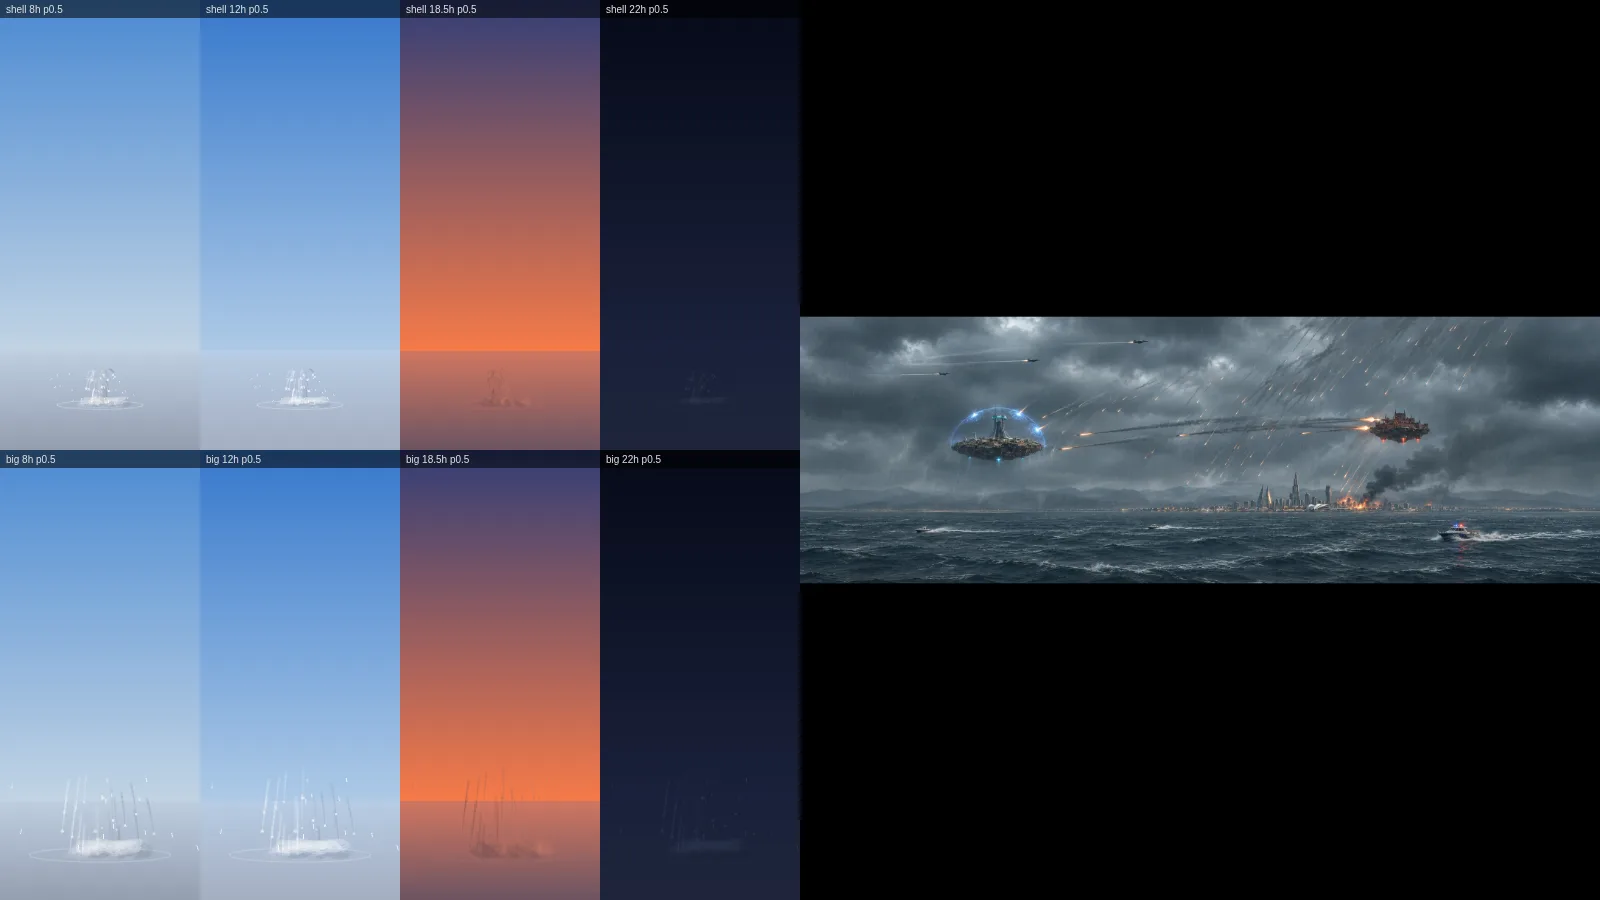 shell 8h p0.5
shell 12h p0.5
shell 18.5h p0.5
shell 22h p0.5
big 8h p0.5
big 12h p0.5
big 18.5h p0.5
big 22h p0.5